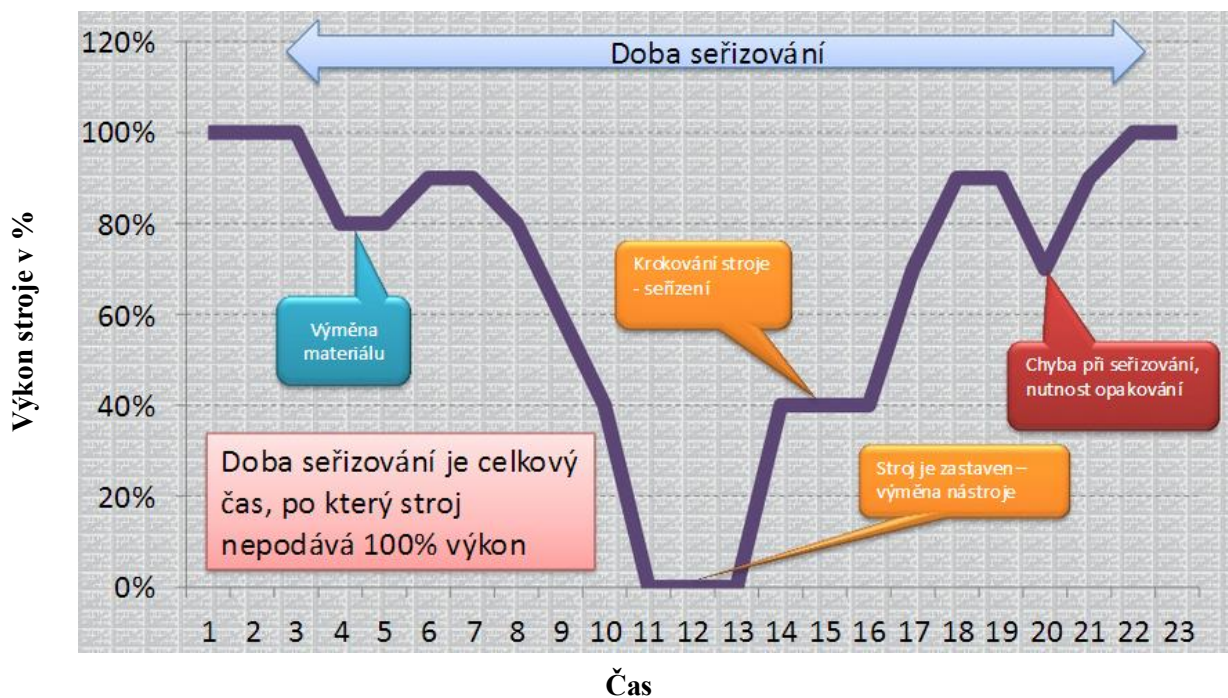 120%
Doba seřizování
100%
80%
60%
40%
20%
0%
Výkon stroje v %
Výměna
materiálu
Krokování stroje
- seřízení
Chyba při seřizování,
nutnost opakování
Stroj je zastaven –
výměna nástroje
Doba seřizování je celkový
čas, po který stroj
nepodává 100% výkon
1 2 3 4 5 6 7 8 9 10 11 12 13 14 15 16 17 18 19 20 21 22 23
Čas